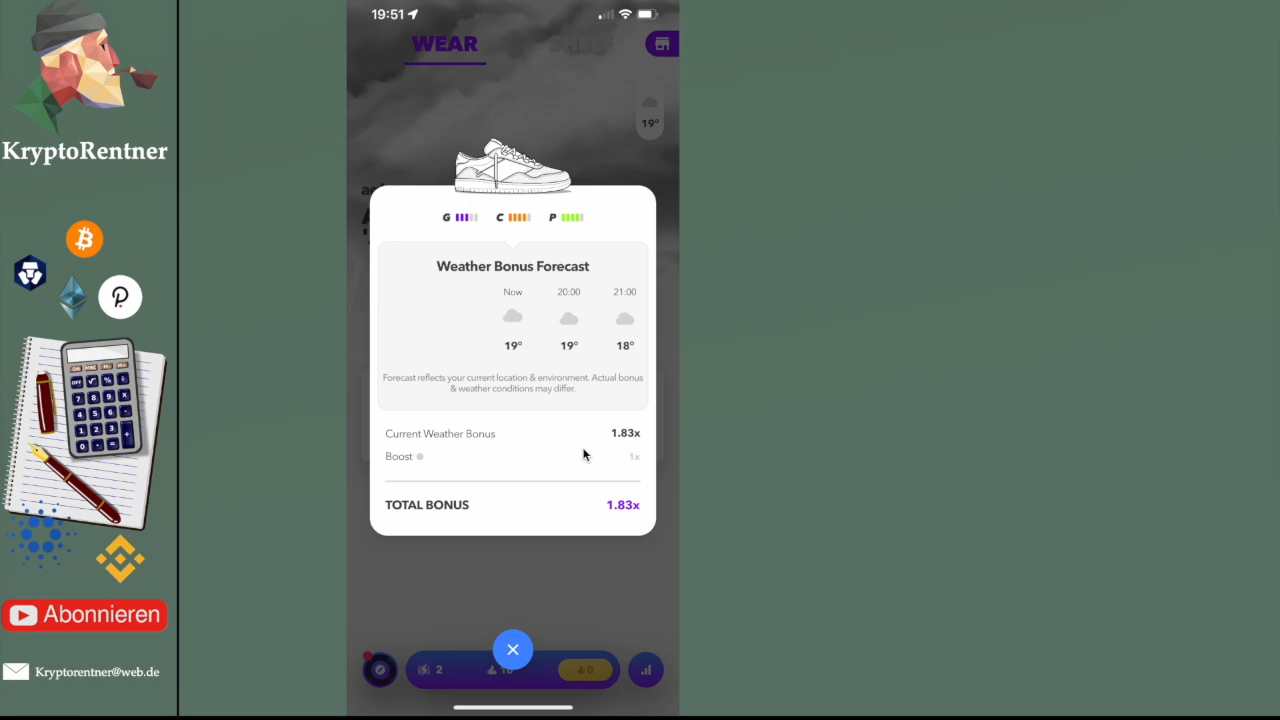 KryptoRentner
Abonnieren
Kryptorentner@web.de
19:51
WEAR
19°
G C P
Weather Bonus Forecast
Now 20:00 21:00
19° 19° 18°
Forecast reflects your current location & environment. Actual bonus
& weather conditions may differ.
Current Weather Bonus 1.83x
Boost 1x
TOTAL BONUS 1.83x
2
0